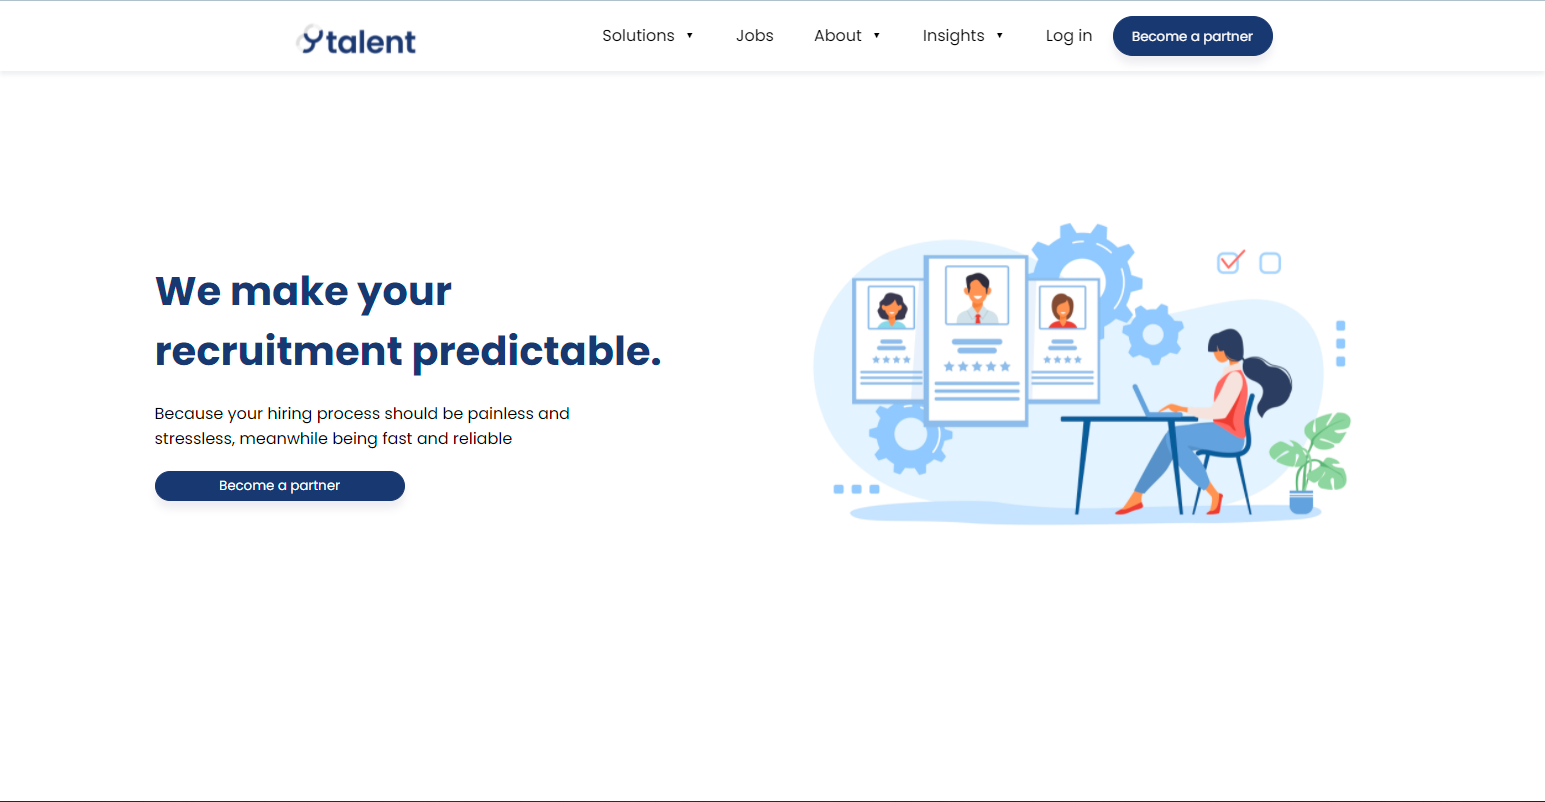 ytalent
Solutions ▼
Jobs
About ▼
Insights ▼
Log in
Become a partner
We make your
recruitment predictable.
Because your hiring process should be painless and
stressless, meanwhile being fast and reliable
Become a partner